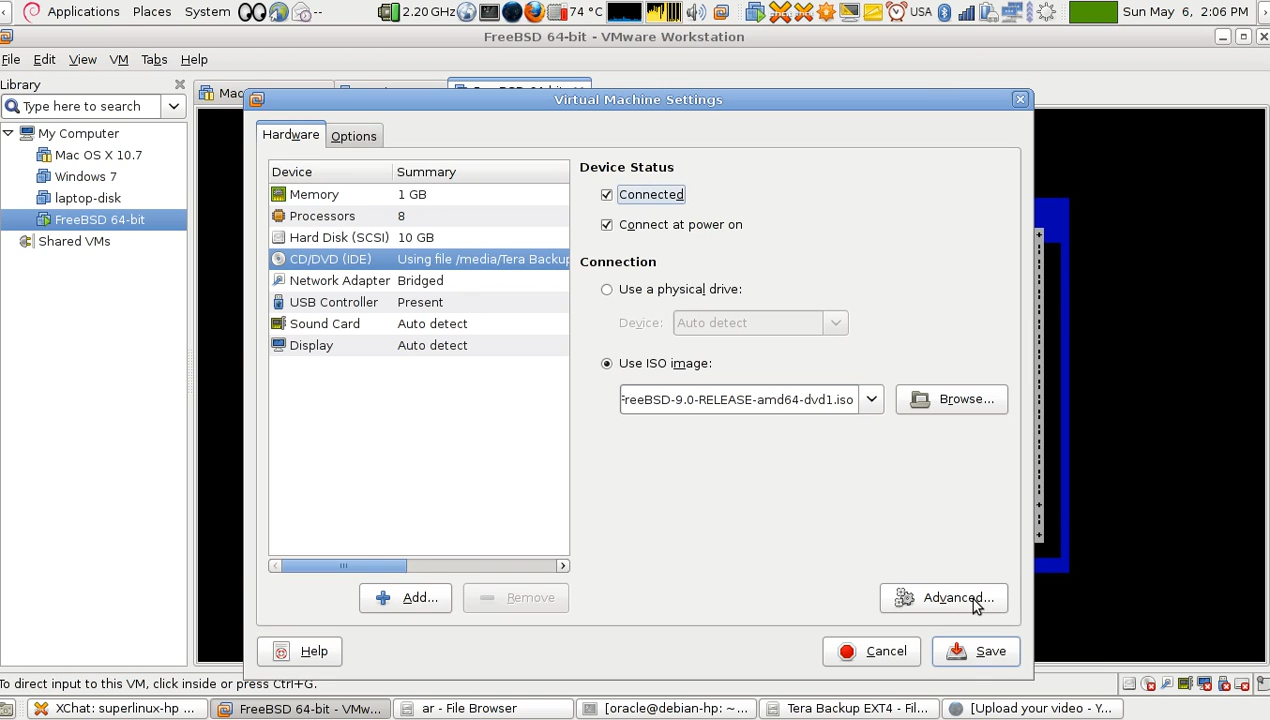 Applications Places System -- 2.20 GHz 74 °C USA Sun May 6, 2:06 PM
FreeBSD 64-bit - VMware Workstation
File Edit View VM Tabs Help
Library
Mac
Type here to search
Virtual Machine Settings
My Computer
Mac OS X 10.7
Windows 7
laptop-disk
FreeBSD 64-bit
Shared VMs
Hardware Options
Device Summary
Memory 1 GB
Processors 8
Hard Disk (SCSI) 10 GB
CD/DVD (IDE) Using file /media/Tera Backup
Network Adapter Bridged
USB Controller Present
Sound Card Auto detect
Display Auto detect
Device Status
Connected
Connect at power on
Connection
Use a physical drive:
Device: Auto detect
Use ISO image:
FreeBSD-9.0-RELEASE-amd64-dvd1.iso Browse...
Add... Remove Advanced...
Help Cancel Save
To direct input to this VM, click inside or press Ctrl+G.
XChat: superlinux-hp ... FreeBSD 64-bit - VMw... ar - File Browser [oracle@debian-hp: ~... Tera Backup EXT4 - Fil... [Upload your video - Y...